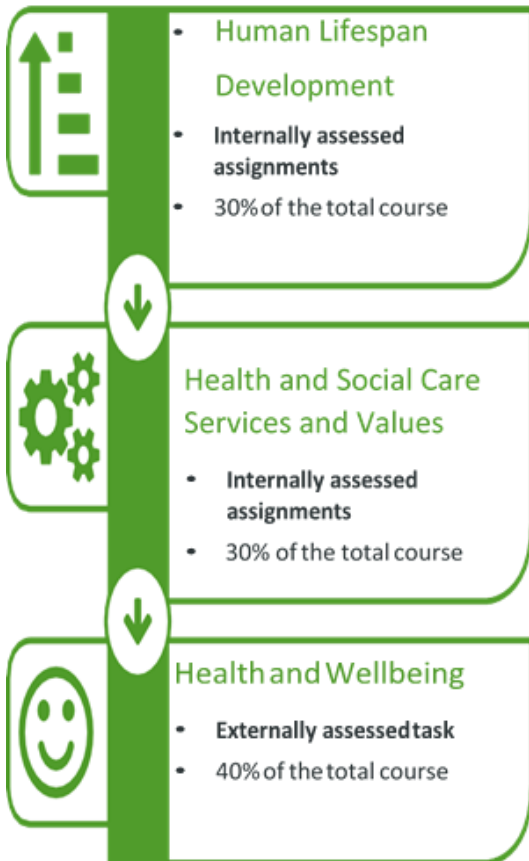 • Human Lifespan
Development
• Internally assessed
assignments
• 30% of the total course
Health and Social Care
Services and Values
• Internally assessed
assignments
• 30% of the total course
Health and Wellbeing
• Externally assessed task
• 40% of the total course